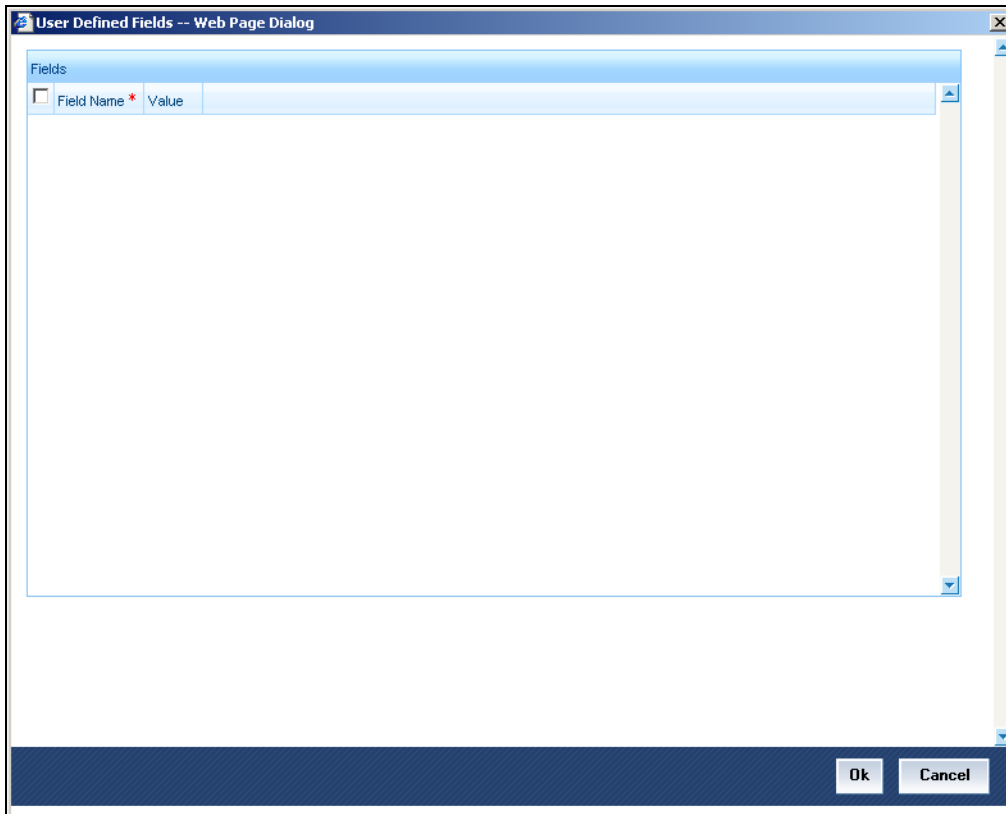 User Defined Fields -- Web Page Dialog
Fields
Field Name * Value
Ok Cancel